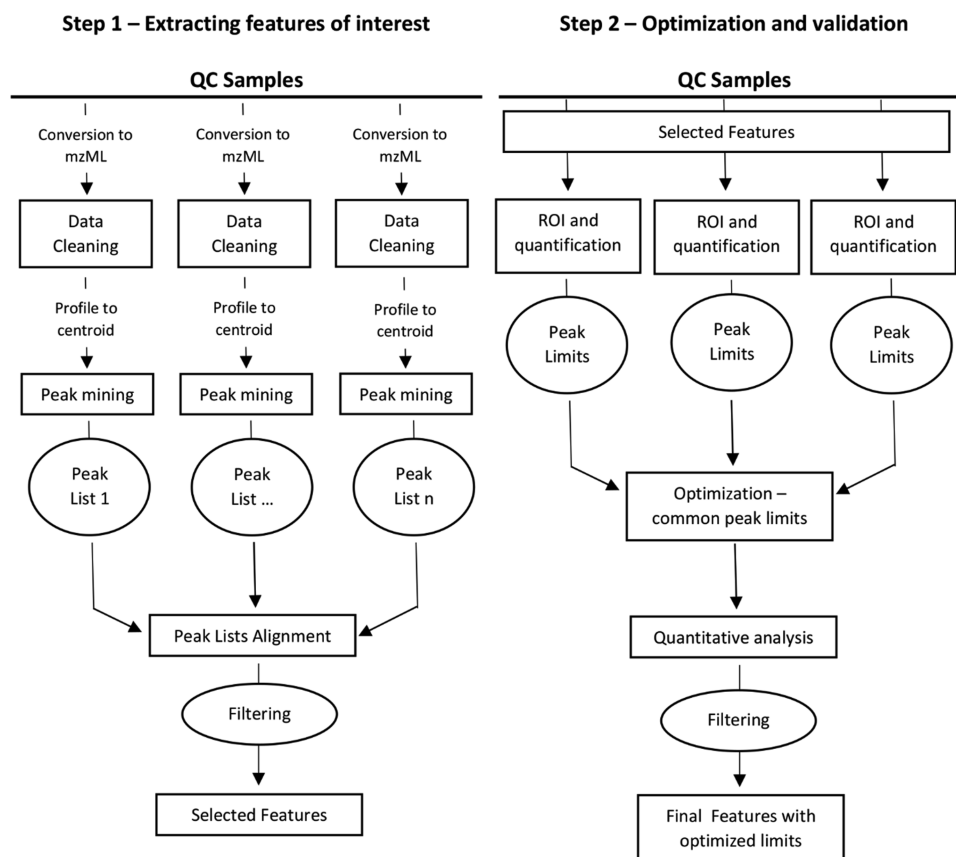 Step 1 – Extracting features of interest
QC Samples
Conversion to
mzML
Conversion to
mzML
Conversion to
mzML
Data
Cleaning
Data
Cleaning
Data
Cleaning
Profile to
centroid
Profile to
centroid
Profile to
centroid
Peak mining
Peak mining
Peak mining
Peak
List 1
Peak
List ...
Peak
List n
Peak Lists Alignment
Filtering
Selected Features
Step 2 – Optimization and validation
QC Samples
Selected Features
ROI and
quantification
ROI and
quantification
ROI and
quantification
Peak
Limits
Peak
Limits
Peak
Limits
Optimization –
common peak limits
Quantitative analysis
Filtering
Final Features with
optimized limits